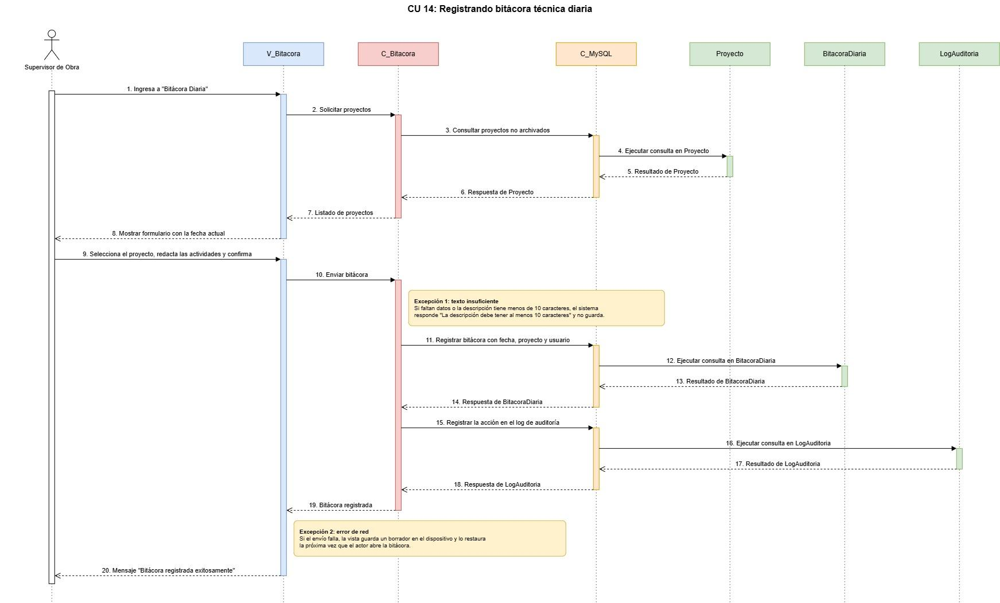 CU 14: Registrando bitácora técnica diaria
Supervisor de Obra
V_Bitacora
C_Bitacora
C_MySQL
Proyecto
BitacoraDiaria
LogAuditoria
1. Ingresa a "Bitácora Diaria"
2. Solicitar proyectos
3. Consultar proyectos no archivados
4. Ejecutar consulta en Proyecto
5. Resultado de Proyecto
6. Respuesta de Proyecto
7. Listado de proyectos
8. Mostrar formulario con la fecha actual
9. Selecciona el proyecto, redacta las actividades y confirma
10. Enviar bitácora
Excepción 1: texto insuficiente
Si faltan datos o la descripción tiene menos de 10 caracteres, el sistema
responde "La descripción debe tener al menos 10 caracteres" y no guarda.
11. Registrar bitácora con fecha, proyecto y usuario
12. Ejecutar consulta en BitacoraDiaria
13. Resultado de BitacoraDiaria
14. Respuesta de BitacoraDiaria
15. Registrar la acción en el log de auditoría
16. Ejecutar consulta en LogAuditoria
17. Resultado de LogAuditoria
18. Respuesta de LogAuditoria
19. Bitácora registrada
Excepción 2: error de red
Si el envío falla, la vista guarda un borrador en el dispositivo y lo restaura
la próxima vez que el actor abre la bitácora.
20. Mensaje "Bitácora registrada exitosamente"